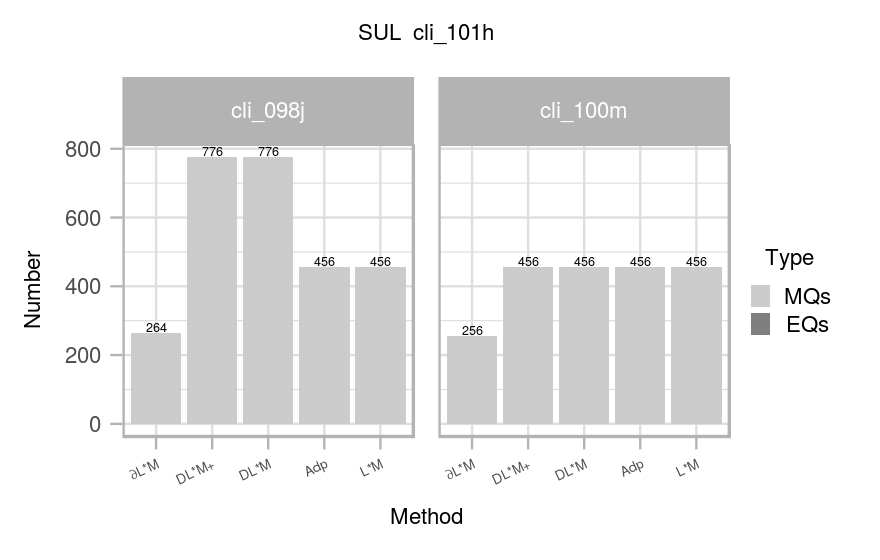 SUL  cli_101h
cli_098j
cli_100m
Number
800
600
400
200
0
264
776
776
456
456
256
456
456
456
456
∂L*M
DL*M+
DL*M
Adp
L*M
∂L*M
DL*M+
DL*M
Adp
L*M
Method
Type
MQs
EQs